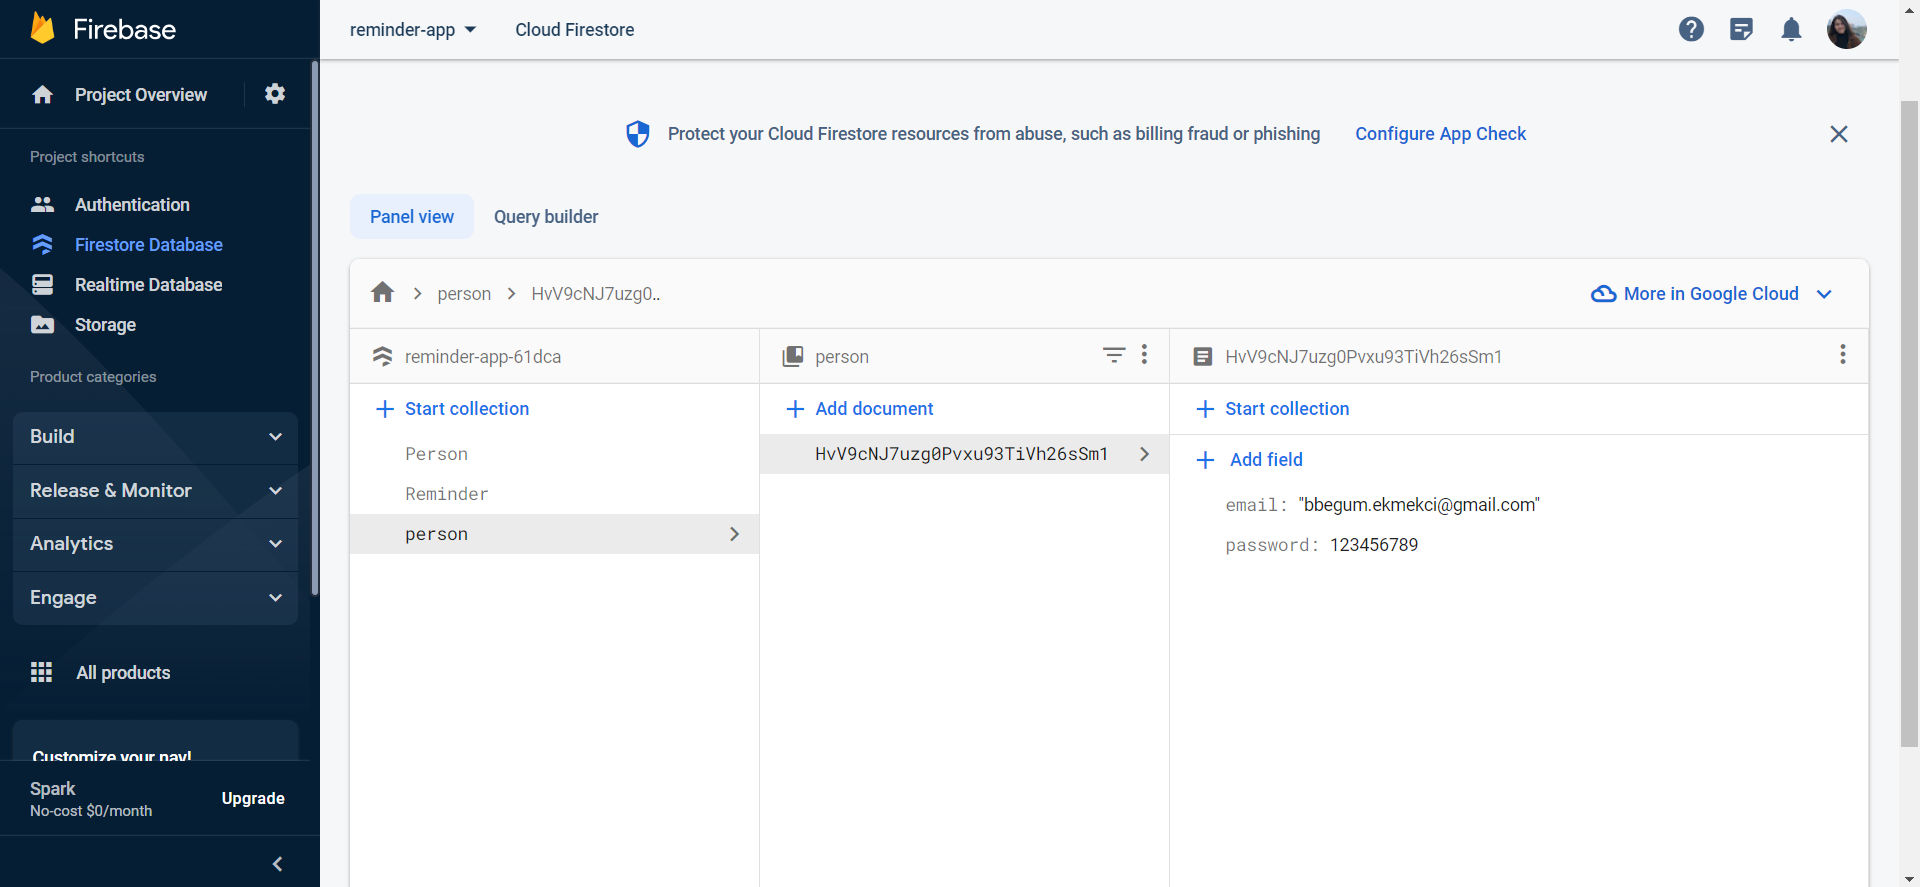 Firebase
reminder-app
Cloud Firestore
Project Overview
Project shortcuts
Authentication
Firestore Database
Realtime Database
Storage
Product categories
Build
Release & Monitor
Analytics
Engage
All products
Customize your nav!
Spark
No-cost $0/month
Upgrade
Protect your Cloud Firestore resources from abuse, such as billing fraud or phishing
Configure App Check
Panel view
Query builder
person
HvV9cNJ7uzg0..
More in Google Cloud
reminder-app-61dca
Start collection
Person
Reminder
person
person
Add document
HvV9cNJ7uzg0Pvxu93TiVh26sSm1
HvV9cNJ7uzg0Pvxu93TiVh26sSm1
Start collection
Add field
email: "bbegum.ekmekci@gmail.com"
password: 123456789